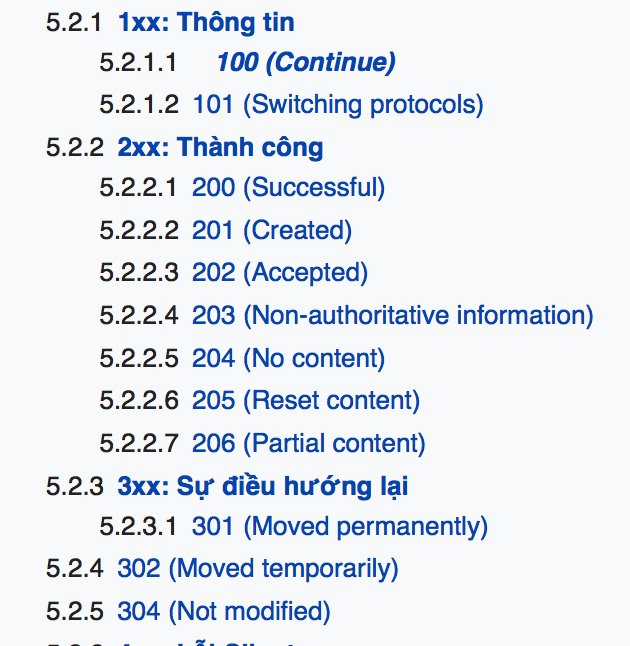 5.2.1 1xx: Thông tin
5.2.1.1 100 (Continue)
5.2.1.2 101 (Switching protocols)
5.2.2 2xx: Thành công
5.2.2.1 200 (Successful)
5.2.2.2 201 (Created)
5.2.2.3 202 (Accepted)
5.2.2.4 203 (Non-authoritative information)
5.2.2.5 204 (No content)
5.2.2.6 205 (Reset content)
5.2.2.7 206 (Partial content)
5.2.3 3xx: Sự điều hướng lại
5.2.3.1 301 (Moved permanently)
5.2.4 302 (Moved temporarily)
5.2.5 304 (Not modified)